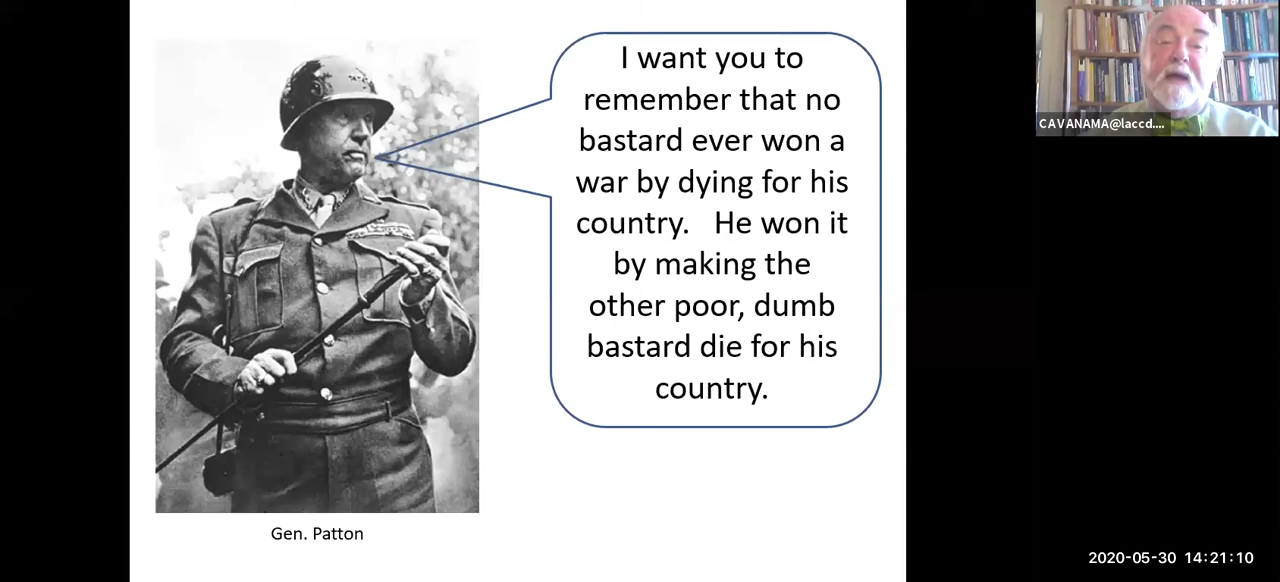 I want you to
remember that no
bastard ever won a
war by dying for his
country.   He won it
by making the
other poor, dumb
bastard die for his
country.
Gen. Patton
CAVANAMA@laccd....
2020-05-30 14:21:10